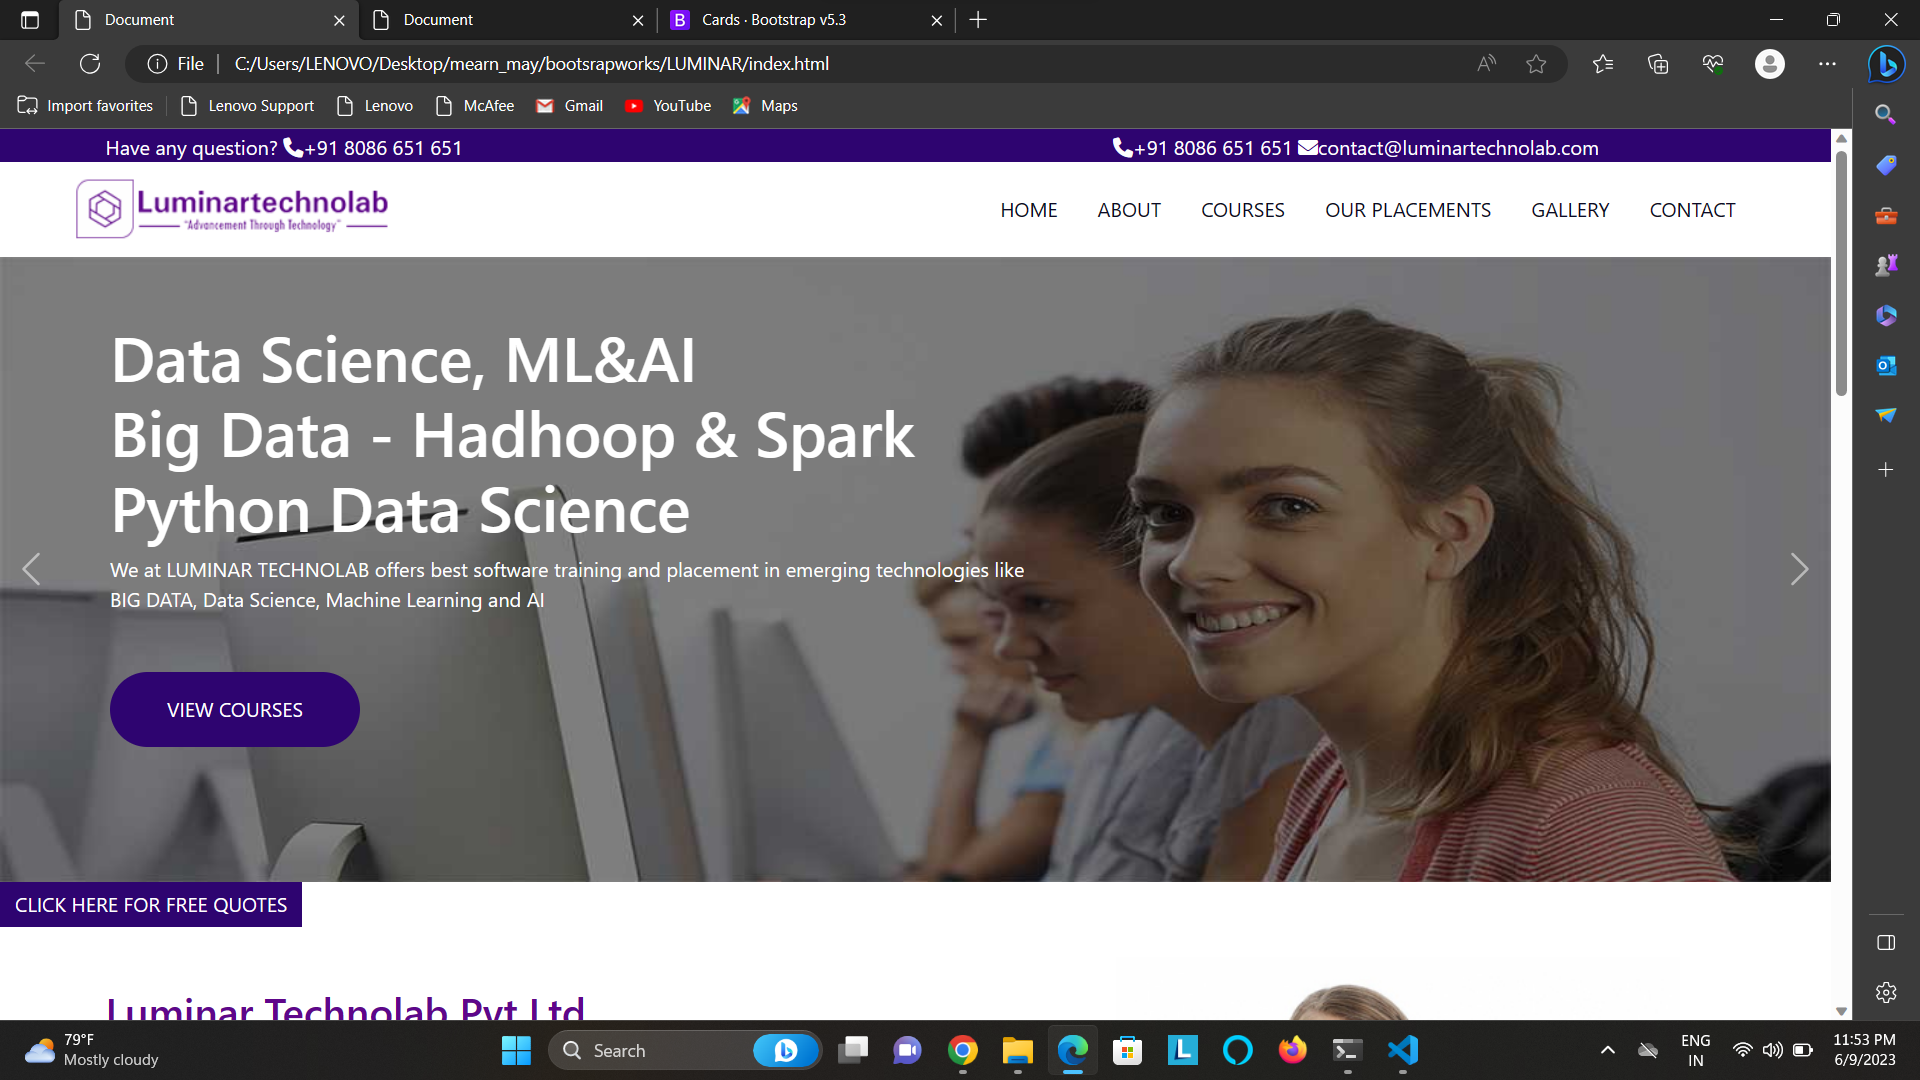 Document
Document
Cards · Bootstrap v5.3
File
C:/Users/LENOVO/Desktop/mearn_may/bootsrapworks/LUMINAR/index.html
Import favorites
Lenovo Support
Lenovo
McAfee
Gmail
YouTube
Maps
Have any question? +91 8086 651 651
+91 8086 651 651 contact@luminartechnolab.com
Luminartechnolab
"Advancement Through Technology"
HOME
ABOUT
COURSES
OUR PLACEMENTS
GALLERY
CONTACT
Data Science, ML&AI
Big Data - Hadhoop & Spark
Python Data Science
We at LUMINAR TECHNOLAB offers best software training and placement in emerging technologies like
BIG DATA, Data Science, Machine Learning and AI
VIEW COURSES
CLICK HERE FOR FREE QUOTES
Luminar Technolab Pvt Ltd
79°F
Mostly cloudy
Search
ENG
IN
11:53 PM
6/9/2023